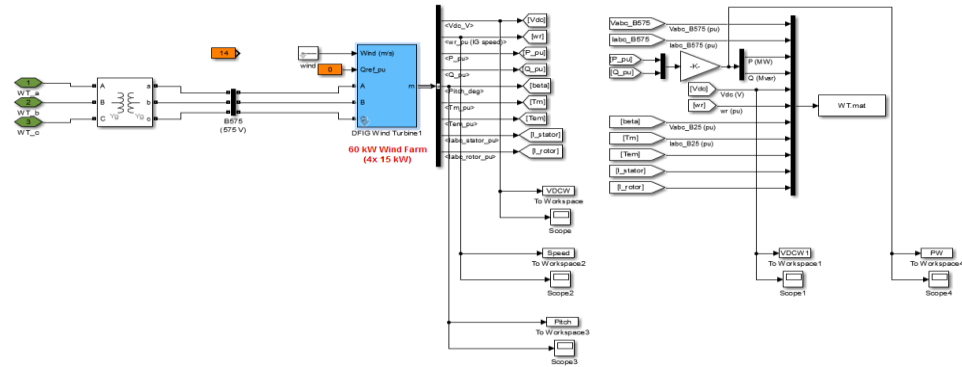 1
WT_a
2
WT_b
3
WT_c
A
B
C
a
b
c
Yg
Yg
B575
(575 V)
14
wind
0
Wind (m/s)
Qref_pu
A
B
C
m
DFIG Wind Turbine1
60 kW Wind Farm
(4x 15 kW)
<Vdc_V>
<wr_pu (IG speed)>
<P_pu>
<Q_pu>
<Pitch_deg>
<Tm_pu>
<Tem_pu>
<Iabc_stator_pu>
<Iabc_rotor_pu>
[Vdc]
[wr]
[P_pu]
[Q_pu]
[beta]
[Tm]
[Tem]
[I_stator]
[I_rotor]
VDCW
To Workspace
Scope
Speed
To Workspace2
Scope2
Pitch
To Workspace3
Scope3
Vabc_B575
Vabc_B575 (pu)
Iabc_B575
Iabc_B575 (pu)
[P_pu]
[Q_pu]
-K-
P (MW)
Q (Mvar)
[Vdc]
Vdc (V)
[wr]
wr (pu)
[beta]
Vabc_B25 (pu)
[Tm]
Iabc_B25 (pu)
[Tem]
[I_stator]
[I_rotor]
WT.mat
VDCW1
To Workspace1
Scope1
PW
To Workspace4
Scope4